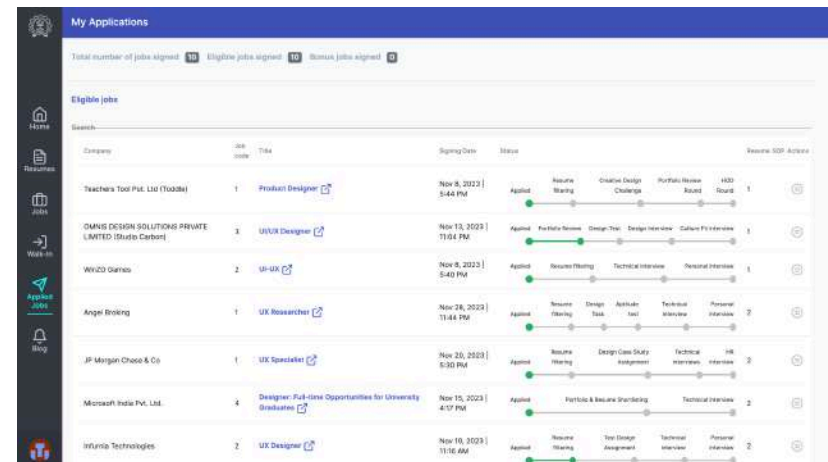 My Applications
Total number of jobs signed 10 Eligible jobs signed 10 Bonus jobs signed 0
Eligible jobs
Search
Home
Resumes
Jobs
Walk-in
Applied Jobs
Blog
Company Job code Title Signing Date Status Resume SOP Actions
Teachers Tool Pvt. Ltd (Toddle) 1 Product Designer Nov 8, 2023 | 5:44 PM Applied Resume filtering Creative Design Challenge Portfolio Review Round HOD Round 1
OMNIS DESIGN SOLUTIONS PRIVATE LIMITED (Studio Carbon) 3 UI/UX Designer Nov 13, 2023 | 11:04 PM Applied Portfolio Review Design Test Design Interview Culture Fit Interview 1
WinZO Games 2 UI-UX Nov 8, 2023 | 5:40 PM Applied Resume filtering Technical interview Personal interview 1
Angel Broking 1 UX Researcher Nov 28, 2023 | 11:44 PM Applied Resume filtering Design Task Aptitude test Technical interview Personal interview 2
JP Morgan Chase & Co 1 UX Specialist Nov 20, 2023 | 5:30 PM Applied Resume filtering Design Case Study Assignment Technical interviews HR interview 2
Microsoft India Pvt. Ltd. 4 Designer: Full-time Opportunities for University Graduates Nov 15, 2023 | 4:17 PM Applied Portfolio & Resume Shortlisting Technical interview 2
Infurnia Technologies 2 UX Designer Nov 10, 2023 | 11:16 AM Applied Resume filtering Test Design Assignment Technical interview Personal interview 2